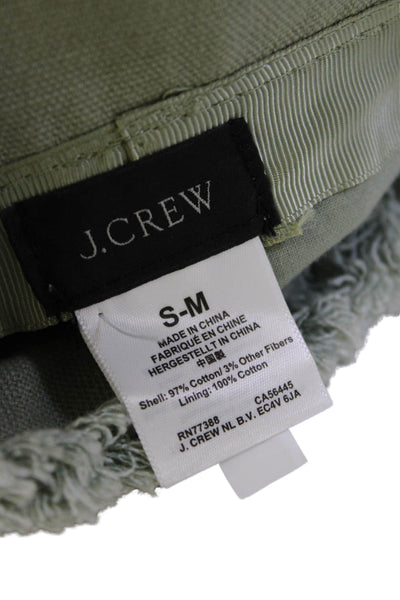 J.CREW
S-M
MADE IN CHINA
FABRIQUÉ EN CHINE
HERGESTELLT IN CHINA
中国製
Shell: 97% Cotton/ 3% Other Fibers
Lining: 100% Cotton
RN77388 CA56445
J. CREW NL B.V. EC4V 6JA